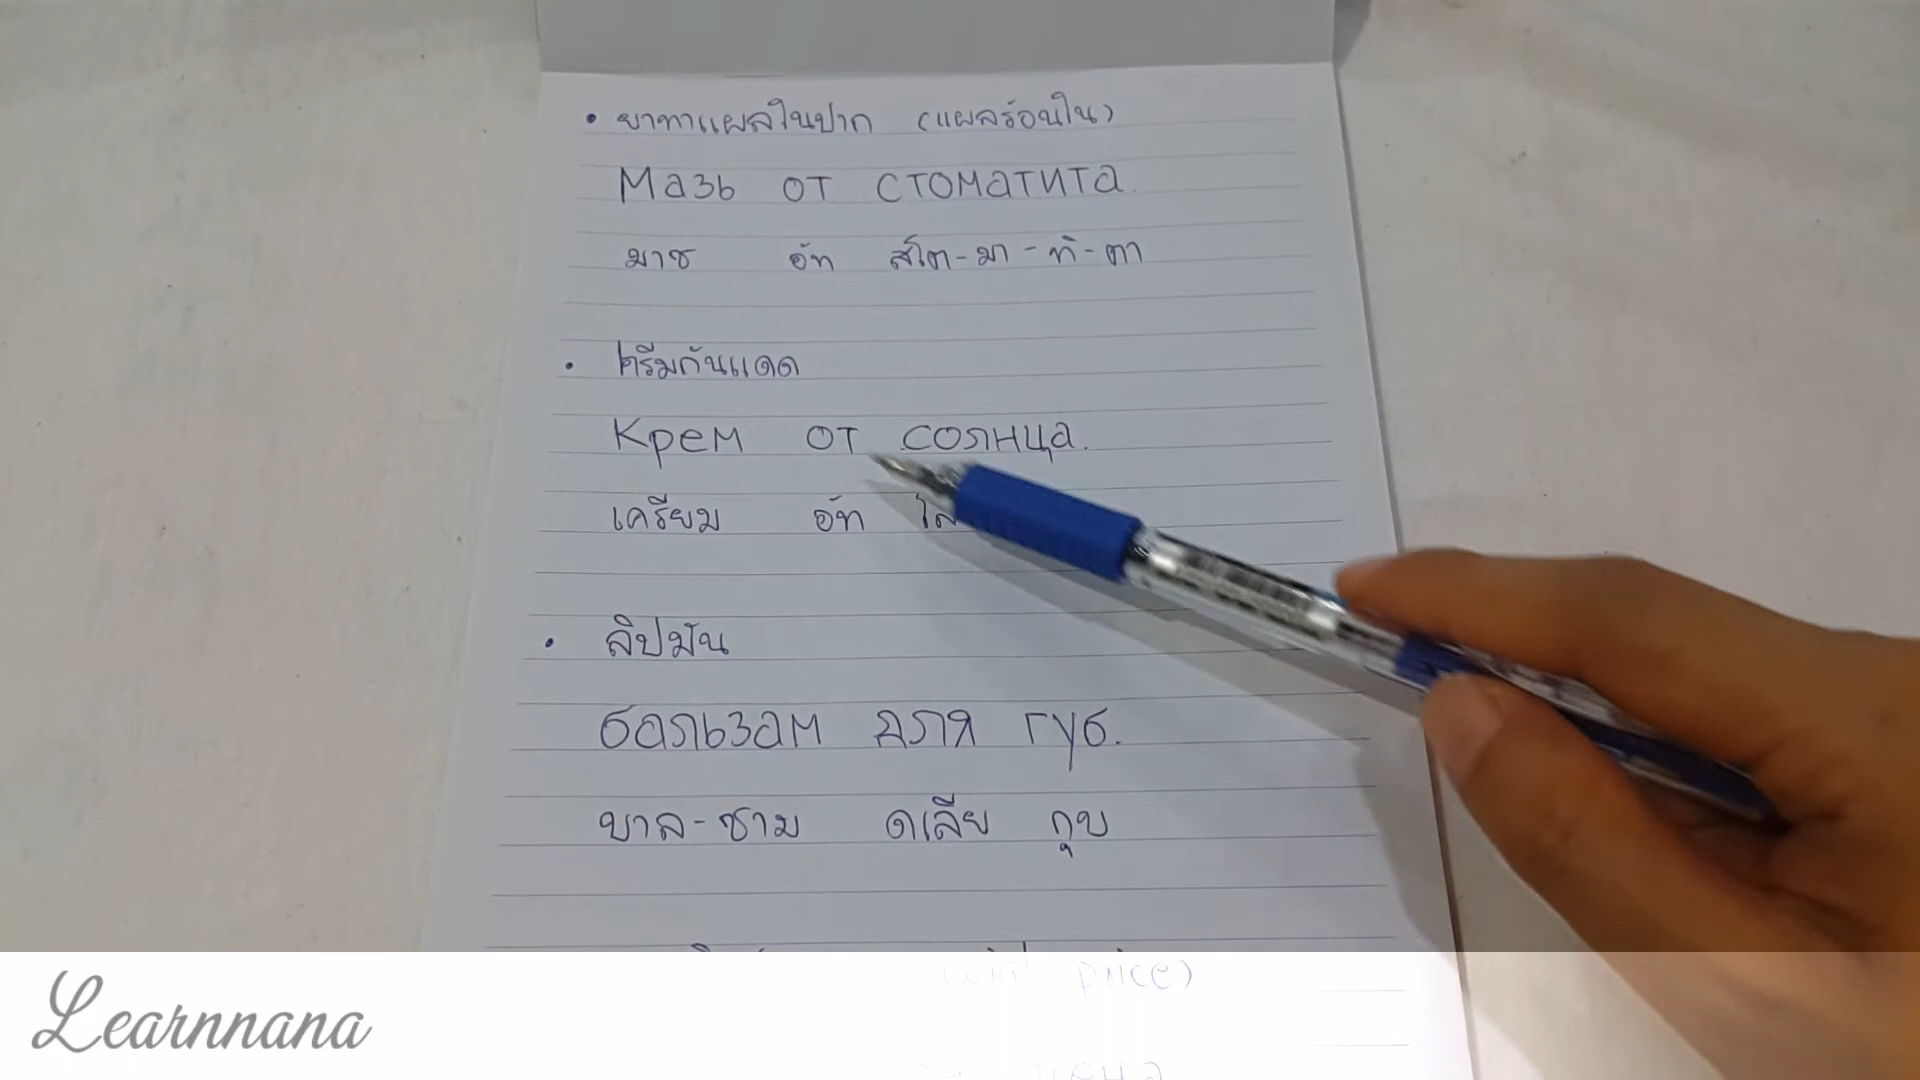 • ยาทาแผลในปาก (แผลร้อนใน)
Мазь от стоматита.
มาซ อ๊ท สโต-มา-ทิ-ตา
• ครีมกันแดด
Крем от солнца.
เครียม อ๊ท
• ลิปมัน
бальзам для губ.
บาล-ซาม ดเลีย กุบ
price)
Learnnana